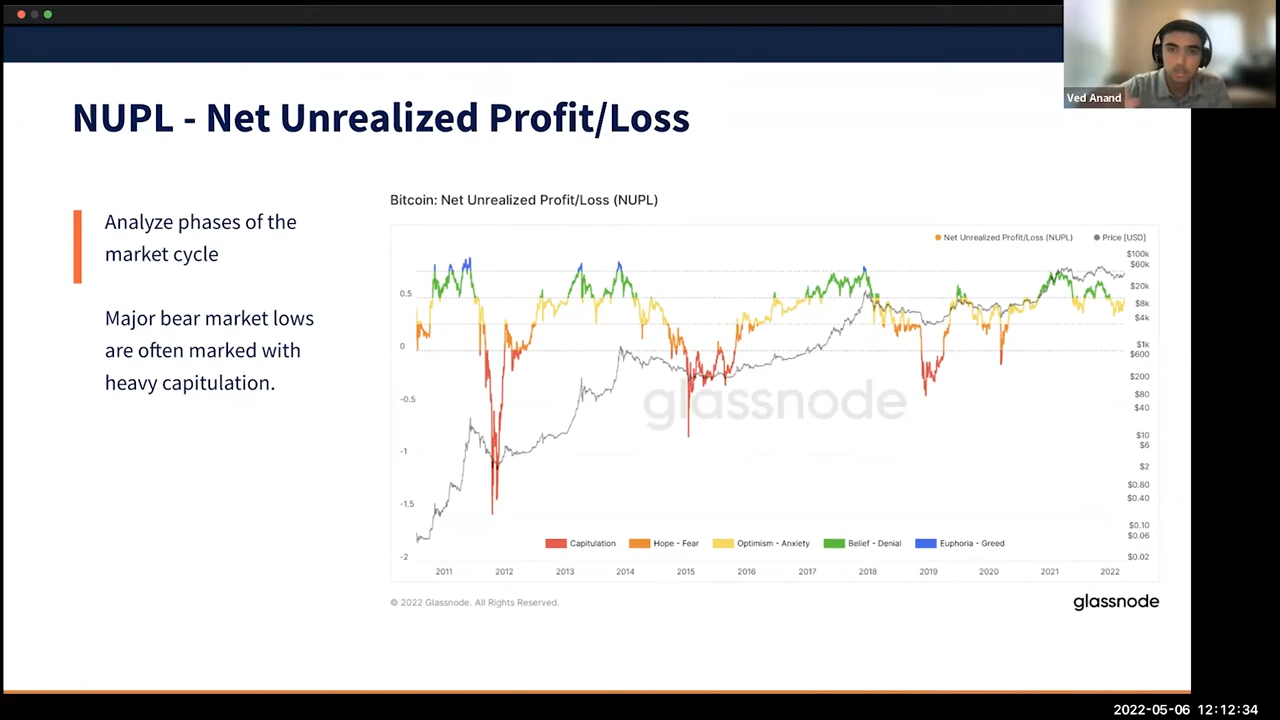 Ved Anand
NUPL - Net Unrealized Profit/Loss
Analyze phases of the
market cycle
Major bear market lows
are often marked with
heavy capitulation.
Bitcoin: Net Unrealized Profit/Loss (NUPL)
Net Unrealized Profit/Loss (NUPL) Price [USD]
0.5
0
-0.5
-1
-1.5
-2
$100k
$60k
$20k
$8k
$4k
$1k
$600
$200
$80
$40
$10
$6
$2
$0.80
$0.40
$0.10
$0.06
$0.02
glassnode
Capitulation Hope - Fear Optimism - Anxiety Belief - Denial Euphoria - Greed
2011 2012 2013 2014 2015 2016 2017 2018 2019 2020 2021 2022
© 2022 Glassnode. All Rights Reserved.
glassnode
2022-05-06 12:12:34